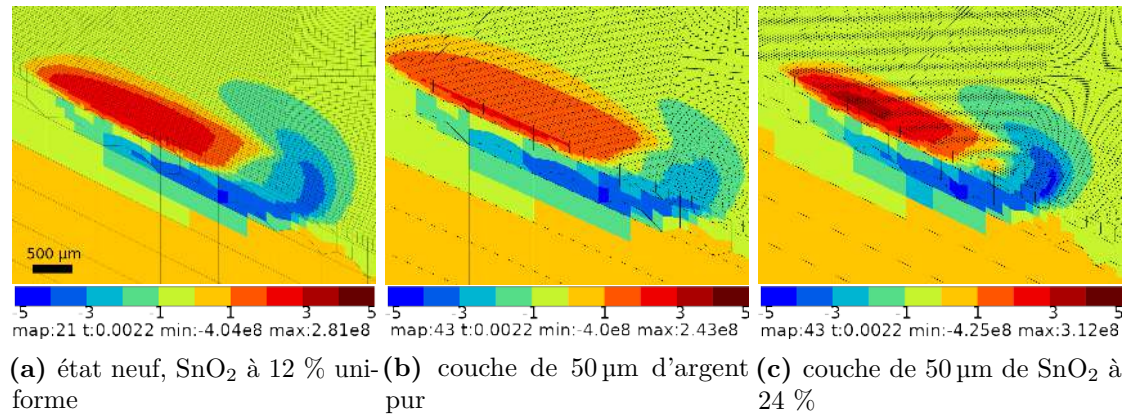 500 µm
-5 -3 -1 1 3 5
map:21 t:0.0022 min:-4.04e8 max:2.81e8
-5 -3 -1 1 3 5
map:43 t:0.0022 min:-4.0e8 max:2.43e8
-5 -3 -1 1 3 5
map:43 t:0.0022 min:-4.25e8 max:3.12e8
(a) état neuf, SnO₂ à 12 % uni-
forme
(b) couche de 50 µm d'argent
pur
(c) couche de 50 µm de SnO₂ à
24 %